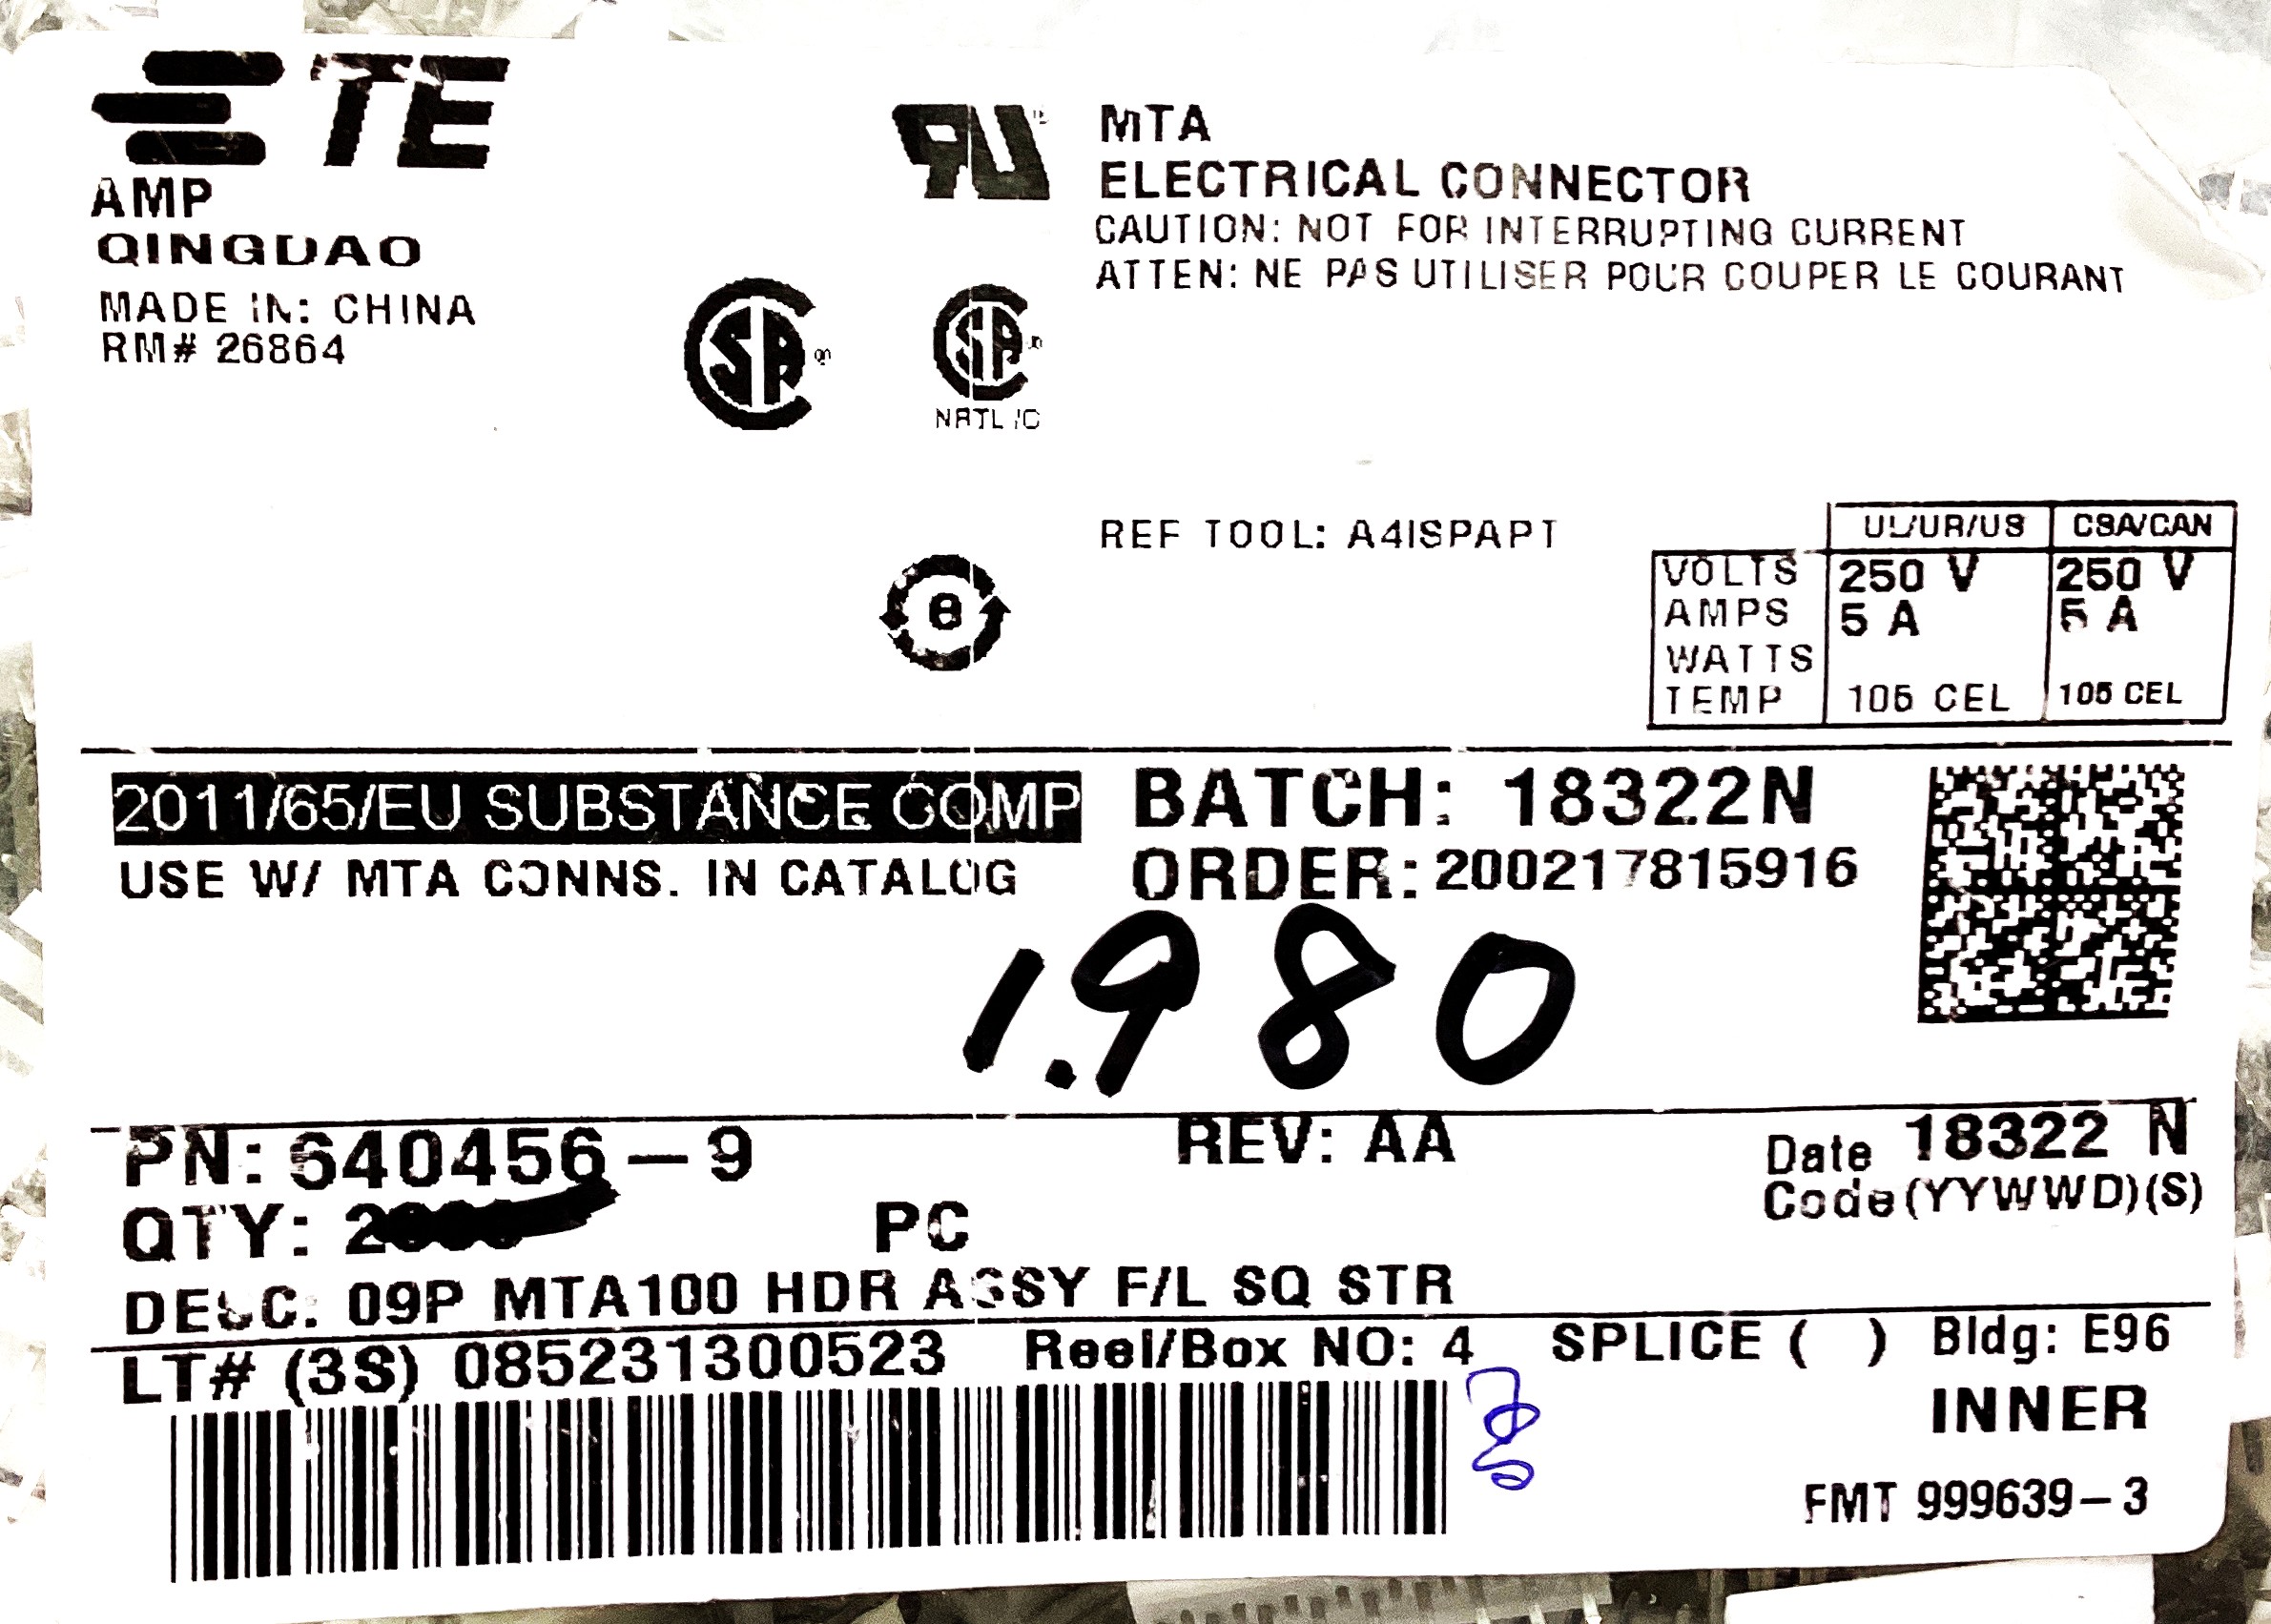 TE
AMP
QINGDAO
MADE IN: CHINA
RM# 26864
MTA
ELECTRICAL CONNECTOR
CAUTION: NOT FOR INTERRUPTING CURRENT
ATTEN: NE PAS UTILISER POUR COUPER LE COURANT
NRTL/C
REF TOOL: A4ISPAPT
e
UL/UR/US CSA/CAN
VOLTS 250 V 250 V
AMPS 5 A 5 A
WATTS
TEMP 105 CEL 105 CEL
2011/65/EU SUBSTANCE COMP
USE W/ MTA CONNS. IN CATALOG
BATCH: 18322N
ORDER: 200217815916
1.980
PN: 640456-9
REV: AA
Date 18322 N
Code (YYWWD)(S)
QTY: PC
DESC: 09P MTA100 HDR ASSY F/L SQ STR
LT# (3S) 085231300523 Reel/Box NO: 4 SPLICE ( ) Bldg: E96
INNER
FMT 999639-3